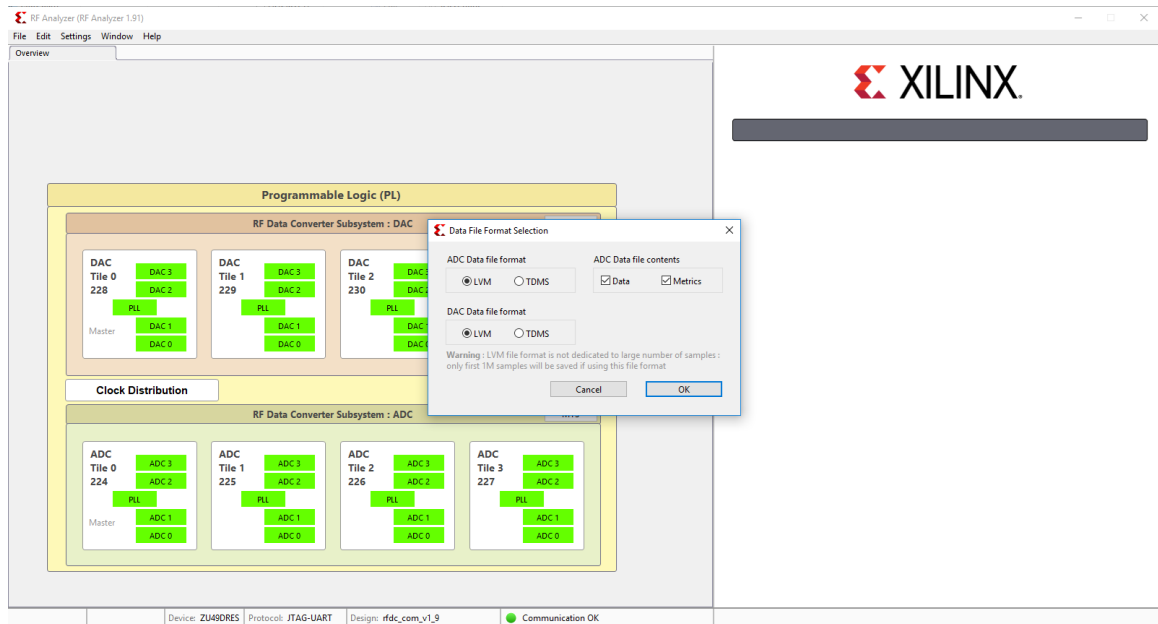 RF Analyzer (RF Analyzer 1.91)
File Edit Settings Window Help
Overview
XILINX.
Programmable Logic (PL)
RF Data Converter Subsystem : DAC
DAC
Tile 0
228
DAC 3
DAC 2
PLL
Master
DAC 1
DAC 0
DAC
Tile 1
229
DAC 3
DAC 2
PLL
DAC 1
DAC 0
DAC
Tile 2
230
DAC
DAC
PLL
DAC
DAC
Data File Format Selection
ADC Data file format
LVM TDMS
ADC Data file contents
Data Metrics
DAC Data file format
LVM TDMS
Warning : LVM file format is not dedicated to large number of samples :
only first 1M samples will be saved if using this file format
Cancel OK
Clock Distribution
RF Data Converter Subsystem : ADC
ADC
Tile 0
224
ADC 3
ADC 2
PLL
Master
ADC 1
ADC 0
ADC
Tile 1
225
ADC 3
ADC 2
PLL
ADC 1
ADC 0
ADC
Tile 2
226
ADC 3
ADC 2
PLL
ADC 1
ADC 0
ADC
Tile 3
227
ADC 3
ADC 2
PLL
ADC 1
ADC 0
Device: ZU49DRES Protocol: JTAG-UART Design: rfdc_com_v1_9 Communication OK